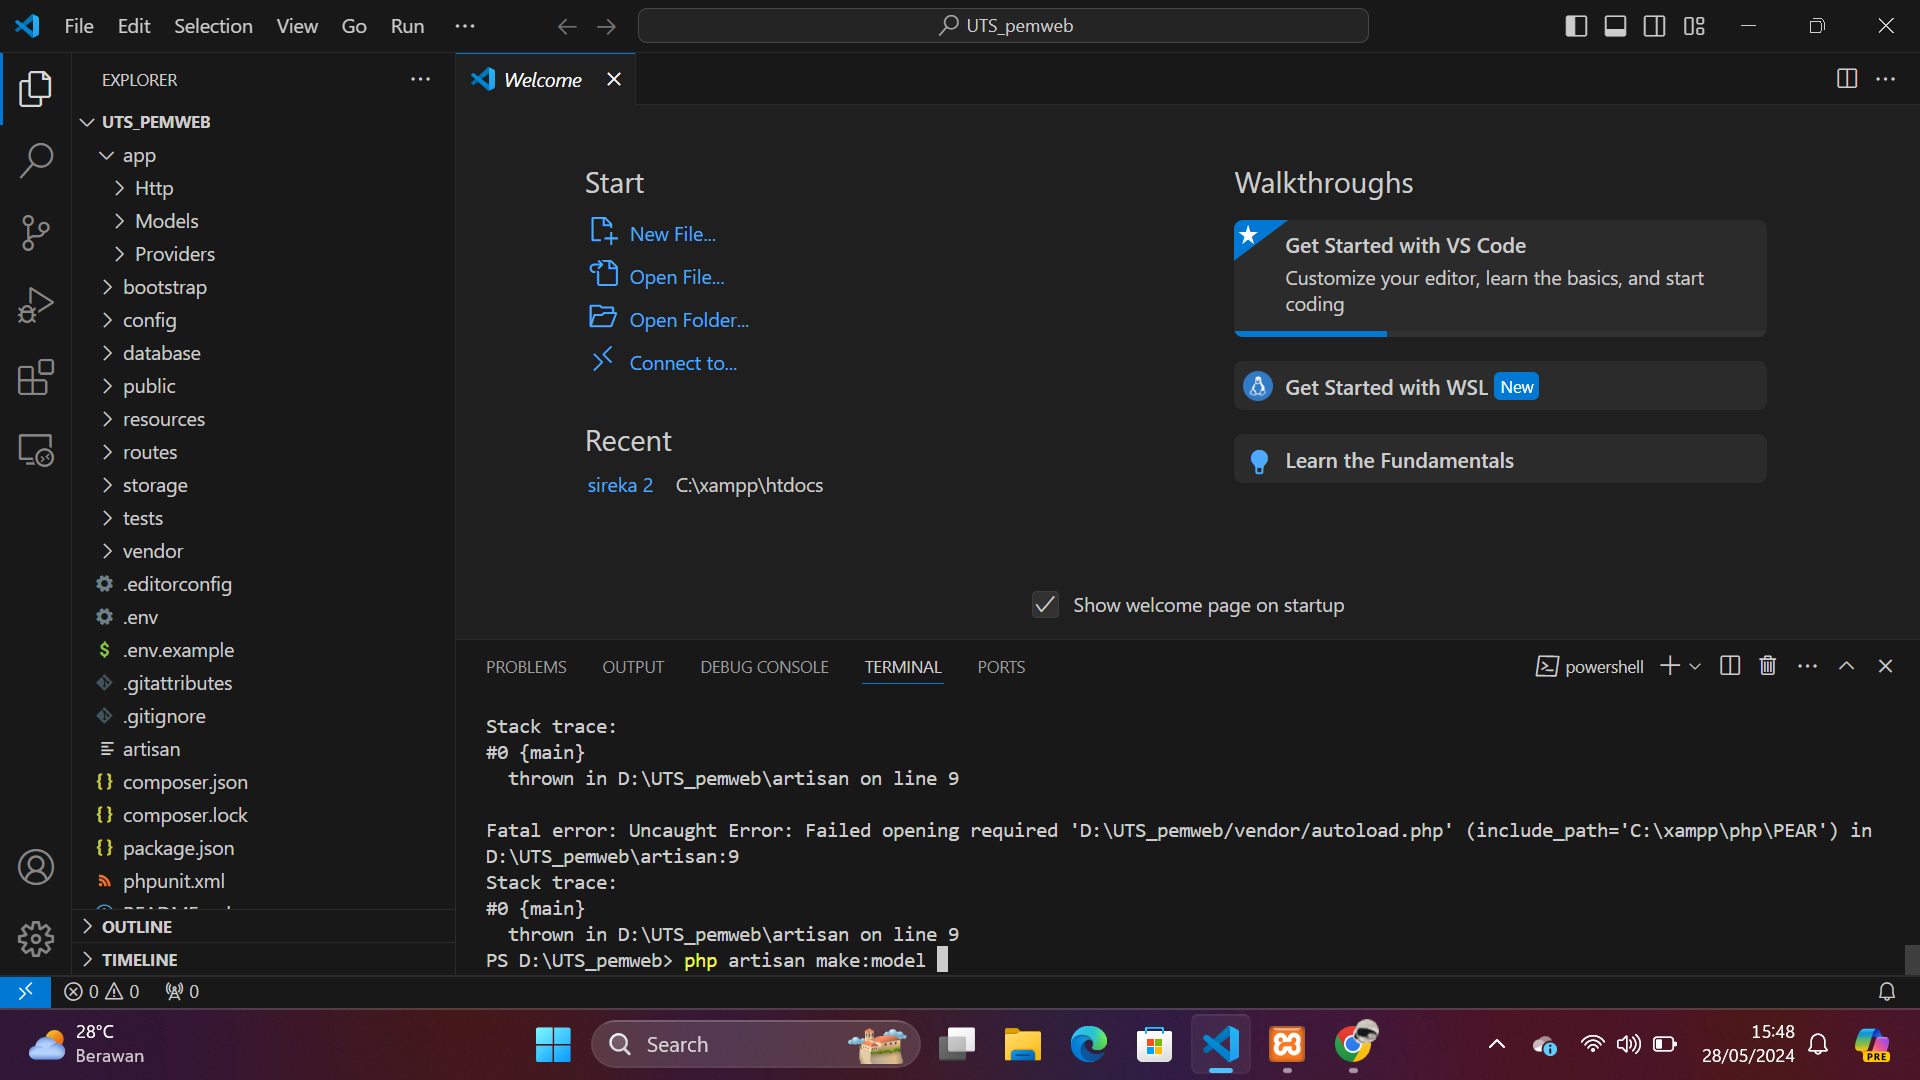 File Edit Selection View Go Run
UTS_pemweb
EXPLORER
UTS_PEMWEB
app
Http
Models
Providers
bootstrap
config
database
public
resources
routes
storage
tests
vendor
.editorconfig
.env
.env.example
.gitattributes
.gitignore
artisan
composer.json
composer.lock
package.json
phpunit.xml
OUTLINE
TIMELINE
Welcome
Start
New File...
Open File...
Open Folder...
Connect to...
Recent
sireka 2 C:\xampp\htdocs
Walkthroughs
Get Started with VS Code
Customize your editor, learn the basics, and start
coding
Get Started with WSL New
Learn the Fundamentals
Show welcome page on startup
PROBLEMS OUTPUT DEBUG CONSOLE TERMINAL PORTS
powershell
Stack trace:
#0 {main}
thrown in D:\UTS_pemweb\artisan on line 9
Fatal error: Uncaught Error: Failed opening required 'D:\UTS_pemweb/vendor/autoload.php' (include_path='C:\xampp\php\PEAR') in
D:\UTS_pemweb\artisan:9
Stack trace:
#0 {main}
thrown in D:\UTS_pemweb\artisan on line 9
PS D:\UTS_pemweb> php artisan make:model
0 0 0
28°C
Berawan
Search
15:48
28/05/2024
PRE